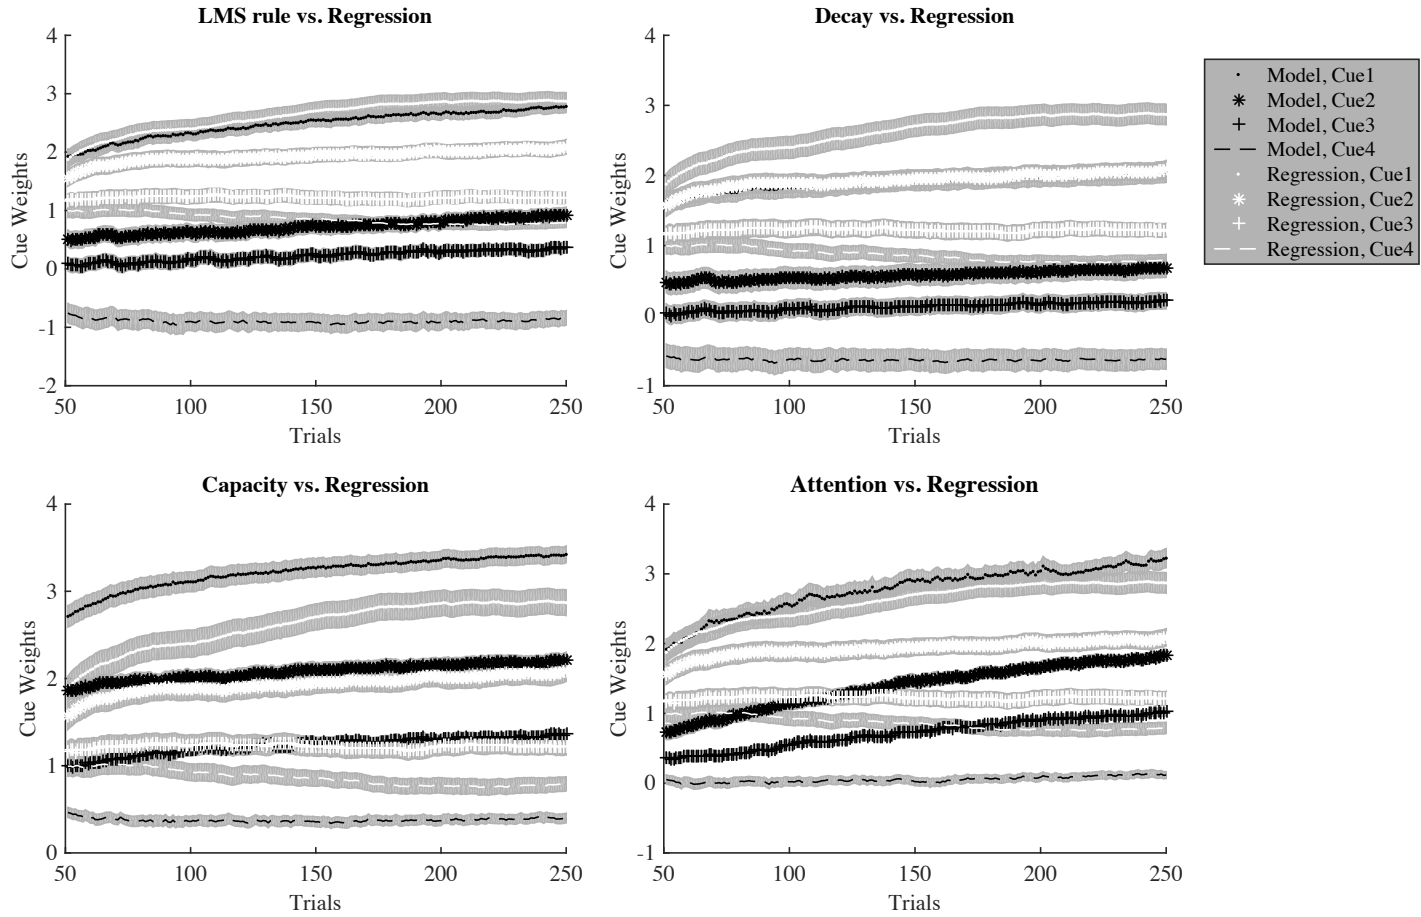 LMS rule vs. Regression
4
3
2
1
0
-1
-2
Cue Weights
50
100
150
200
250
Trials
Decay vs. Regression
4
3
2
1
0
-1
Cue Weights
50
100
150
200
250
Trials
Model, Cue1
Model, Cue2
Model, Cue3
Model, Cue4
Regression, Cue1
Regression, Cue2
Regression, Cue3
Regression, Cue4
Capacity vs. Regression
4
3
2
1
0
Cue Weights
50
100
150
200
250
Trials
Attention vs. Regression
4
3
2
1
0
-1
Cue Weights
50
100
150
200
250
Trials